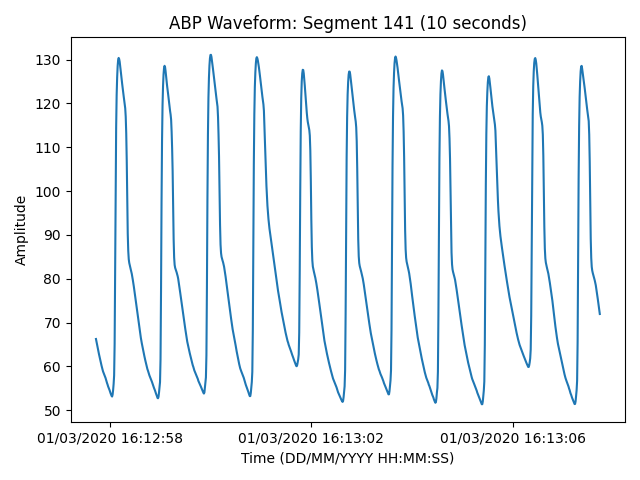 ABP Waveform: Segment 141 (10 seconds)
Amplitude
130
120
110
100
90
80
70
60
50
01/03/2020 16:12:58 01/03/2020 16:13:02 01/03/2020 16:13:06
Time (DD/MM/YYYY HH:MM:SS)